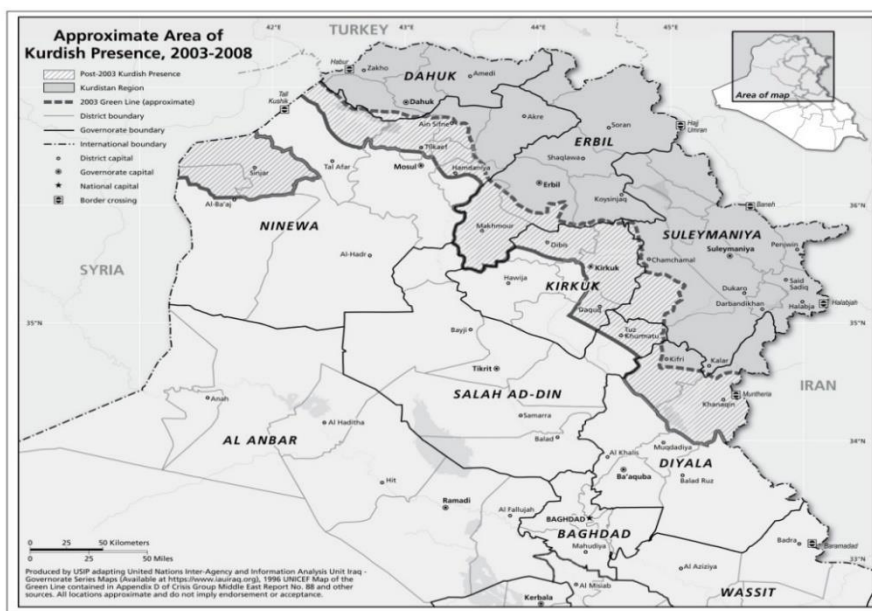 Approximate Area of
Kurdish Presence, 2003-2008
Post-2003 Kurdish Presence
Kurdistan Region
2003 Green Line (approximate)
District boundary
Governorate boundary
International boundary
District capital
Governorate capital
National capital
Border crossing
TURKEY
42°E
43°E
44°E
45°E
Area of map
Habur
Zakho
DAHUK
Amedi
Dahuk
Tall
Kushik
Ain Sifne
Akre
Soran
Hajj
Umran
ERBIL
Tilkaef
Shaqlawa
Sinjar
Tal Afar
Mosul
Hamdaniya
Erbil
Koysinjaq
Al-Ba'aj
Baneh
36°N
NINEWA
Makhmour
SULEYMANIYA
Dibis
Suleymaniya
Penjwin
Al-Hadr
Chamchamal
SYRIA
Kirkuk
Said
Sadiq
Hawija
KIRKUK
Dukaro
Darbandikhan
Halabja
Halabjah
Daquq
35°N
35°N
Bayji
Tuz
Khurmatu
Tikrit
Kifri
Kalar
IRAN
SALAH AD-DIN
Khanaqin
Muntheria
Anah
Al Haditha
Samarra
34°N
AL ANBAR
Balad
Al Khalis
Muqdadiya
DIYALA
Ba'aquba
Balad Ruz
Hit
Ramadi
Al Fallujah
BAGHDAD
BAGHDAD
Mahudiya
Badra
Baramadad
33°N
Al Aziziya
WASSIT
Al Misiab
Kerbala
0 25 50 Kilometers
0 25 50 Miles
Produced by USIP adapting United Nations Inter-Agency and Information Analysis Unit Iraq -
Governorate Series Maps (Available at https://www.iauiraq.org), 1996 UNICEF Map of the
Green Line contained in Appendix D of Crisis Group Middle East Report No. 88 and other
sources. All locations approximate and do not imply endorsement or acceptance.